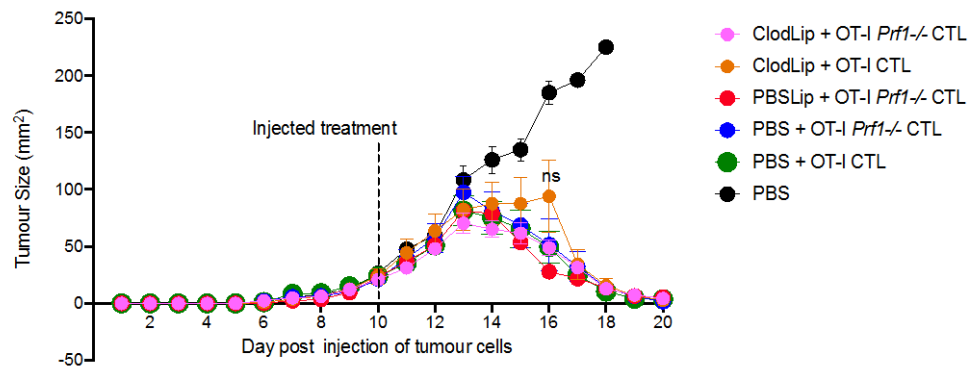 250
200
150
100
50
0
-50
Tumour Size (mm²)
Injected treatment
ns
2 4 6 8 10 12 14 16 18 20
Day post injection of tumour cells
ClodLip + OT-I Prf1-/- CTL
ClodLip + OT-I CTL
PBSLip + OT-I Prf1-/- CTL
PBS + OT-I Prf1-/- CTL
PBS + OT-I CTL
PBS